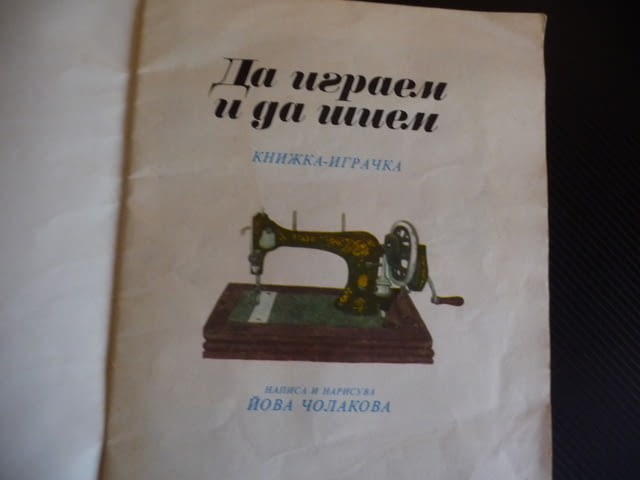 Да играем
и да шием
КНИЖКА-ИГРАЧКА
НАПИСА И НАРИСУВА
ЙОВА ЧОЛАКОВА